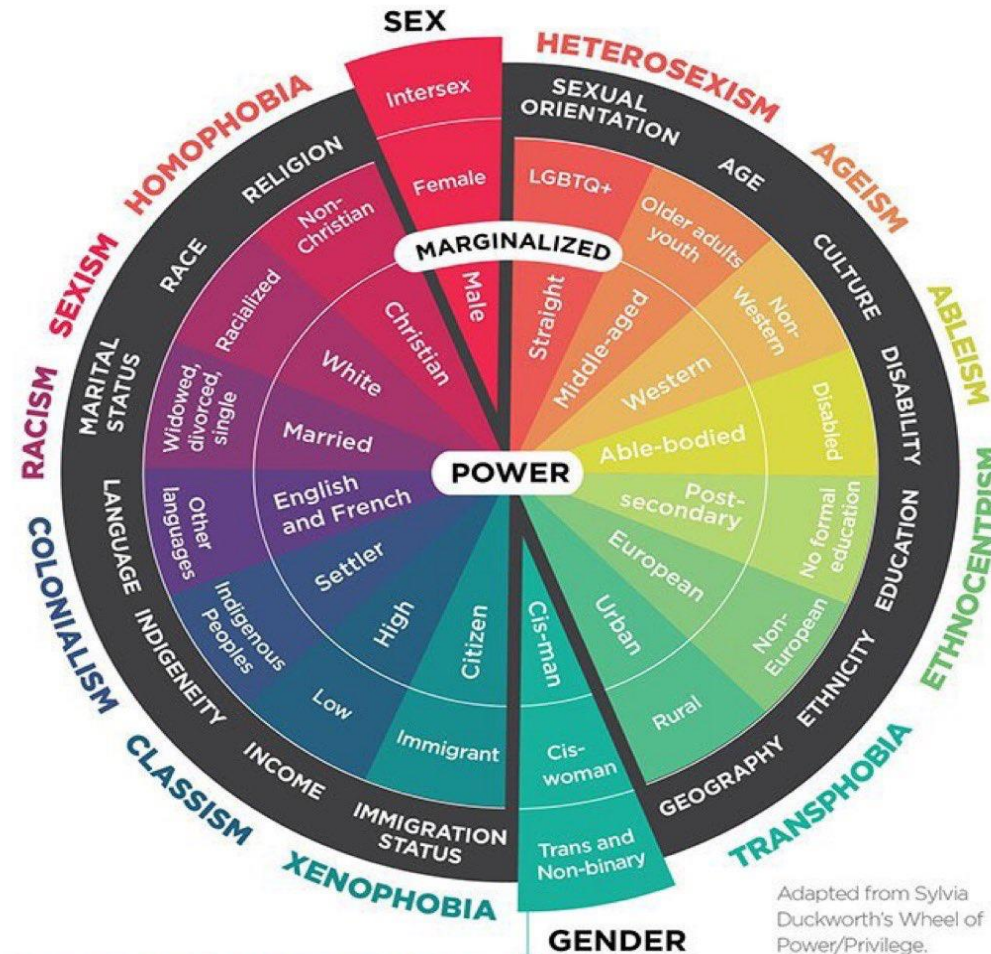 SEX
Intersex
Female
Male
HETEROSEXISM
AGEISM
ABLEISM
ETHNOCENTRISM
TRANSPHOBIA
XENOPHOBIA
CLASSISM
COLONIALISM
RACISM
SEXISM
HOMOPHOBIA
SEXUAL
ORIENTATION
LGBTQ+
Straight
AGE
Older adults
youth
Middle-aged
CULTURE
Non-
Western
Western
DISABILITY
Disabled
Able-bodied
EDUCATION
No formal
education
Post-
secondary
ETHNICITY
Non-
European
European
GEOGRAPHY
Rural
Urban
Cis-man
Cis-
woman
Trans and
Non-binary
GENDER
IMMIGRATION
STATUS
Immigrant
Citizen
INCOME
Low
High
INDIGENEITY
Indigenous
Peoples
Settler
LANGUAGE
Other
languages
English
and French
MARITAL
STATUS
Widowed,
divorced,
single
Married
RACE
Racialized
White
RELIGION
Non-
Christian
Christian
MARGINALIZED
POWER
Adapted from Sylvia
Duckworth's Wheel of
Power/Privilege.